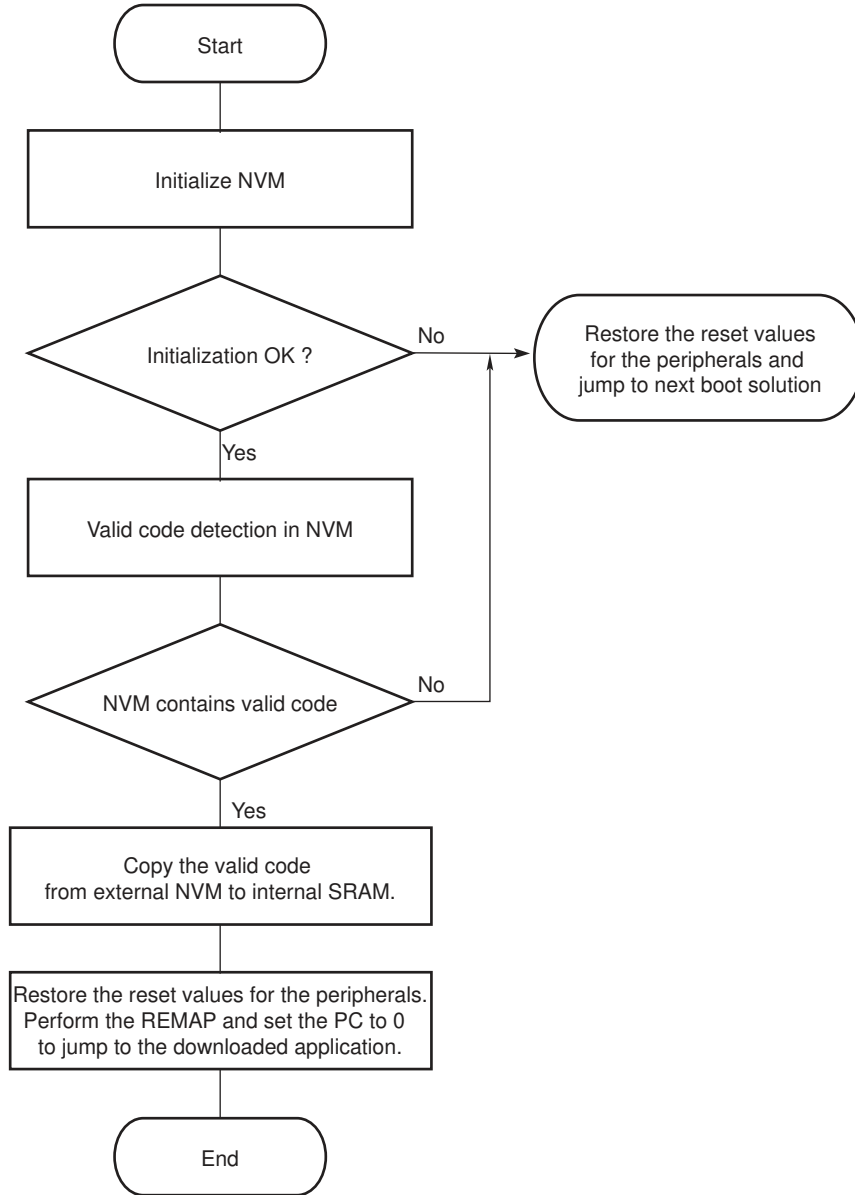 Start
Initialize NVM
Initialization OK ?
No
Restore the reset values
for the peripherals and
jump to next boot solution
Yes
Valid code detection in NVM
NVM contains valid code
No
Yes
Copy the valid code
from external NVM to internal SRAM.
Restore the reset values for the peripherals.
Perform the REMAP and set the PC to 0
to jump to the downloaded application.
End